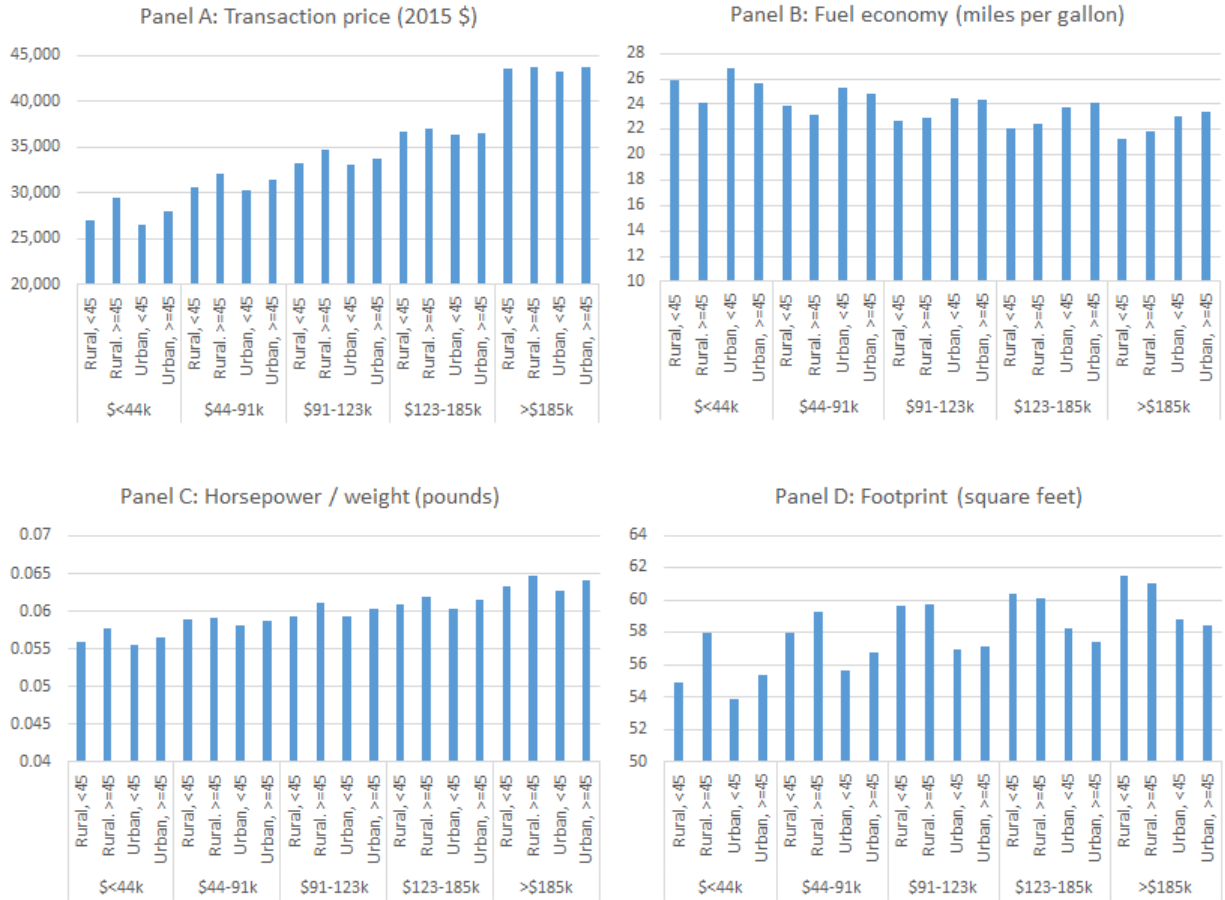 Panel A: Transaction price (2015 $)
45,000
40,000
35,000
30,000
25,000
20,000
Rural, <45
Rural. >=45
Urban, <45
Urban, >=45
Rural, <45
Rural. >=45
Urban, <45
Urban, >=45
Rural, <45
Rural. >=45
Urban, <45
Urban, >=45
Rural, <45
Rural. >=45
Urban, <45
Urban, >=45
Rural, <45
Rural. >=45
Urban, <45
Urban, >=45
$<44k $44-91k $91-123k $123-185k >$185k
Panel B: Fuel economy (miles per gallon)
28
26
24
22
20
18
16
14
12
10
Rural, <45
Rural. >=45
Urban, <45
Urban, >=45
Rural, <45
Rural. >=45
Urban, <45
Urban, >=45
Rural, <45
Rural. >=45
Urban, <45
Urban, >=45
Rural, <45
Rural. >=45
Urban, <45
Urban, >=45
Rural, <45
Rural. >=45
Urban, <45
Urban, >=45
$<44k $44-91k $91-123k $123-185k >$185k
Panel C: Horsepower / weight (pounds)
0.07
0.065
0.06
0.055
0.05
0.045
0.04
Rural, <45
Rural. >=45
Urban, <45
Urban, >=45
Rural, <45
Rural. >=45
Urban, <45
Urban, >=45
Rural, <45
Rural. >=45
Urban, <45
Urban, >=45
Rural, <45
Rural. >=45
Urban, <45
Urban, >=45
Rural, <45
Rural. >=45
Urban, <45
Urban, >=45
$<44k $44-91k $91-123k $123-185k >$185k
Panel D: Footprint (square feet)
64
62
60
58
56
54
52
50
Rural, <45
Rural. >=45
Urban, <45
Urban, >=45
Rural, <45
Rural. >=45
Urban, <45
Urban, >=45
Rural, <45
Rural. >=45
Urban, <45
Urban, >=45
Rural, <45
Rural. >=45
Urban, <45
Urban, >=45
Rural, <45
Rural. >=45
Urban, <45
Urban, >=45
$<44k $44-91k $91-123k $123-185k >$185k